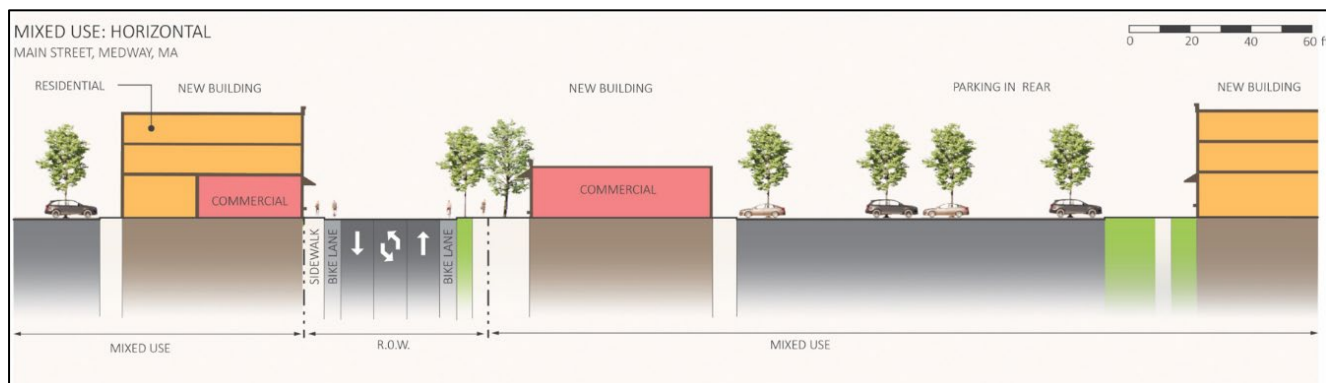 MIXED USE: HORIZONTAL
MAIN STREET, MEDWAY, MA
0 20 40 60 f
RESIDENTIAL
NEW BUILDING
NEW BUILDING
PARKING IN REAR
NEW BUILDING
COMMERCIAL
COMMERCIAL
SIDEWALK
BIKE LANE
BIKE LANE
MIXED USE
R.O.W.
MIXED USE